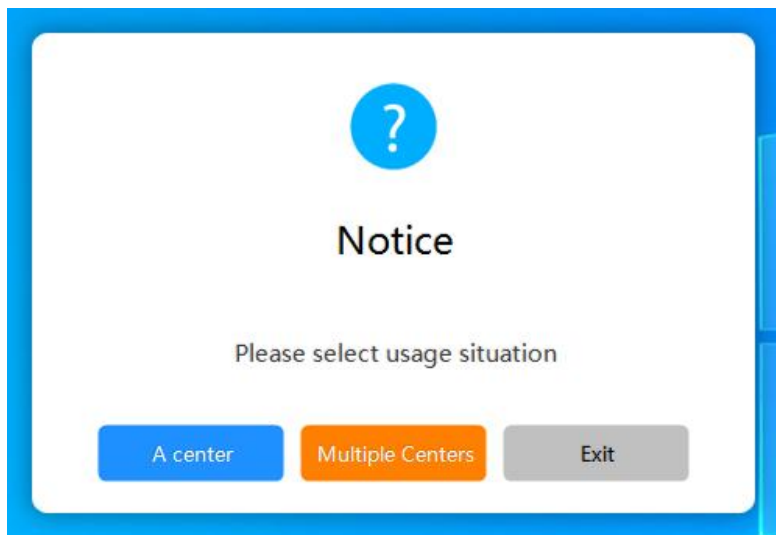 ?
Notice
Please select usage situation
A center
Multiple Centers
Exit